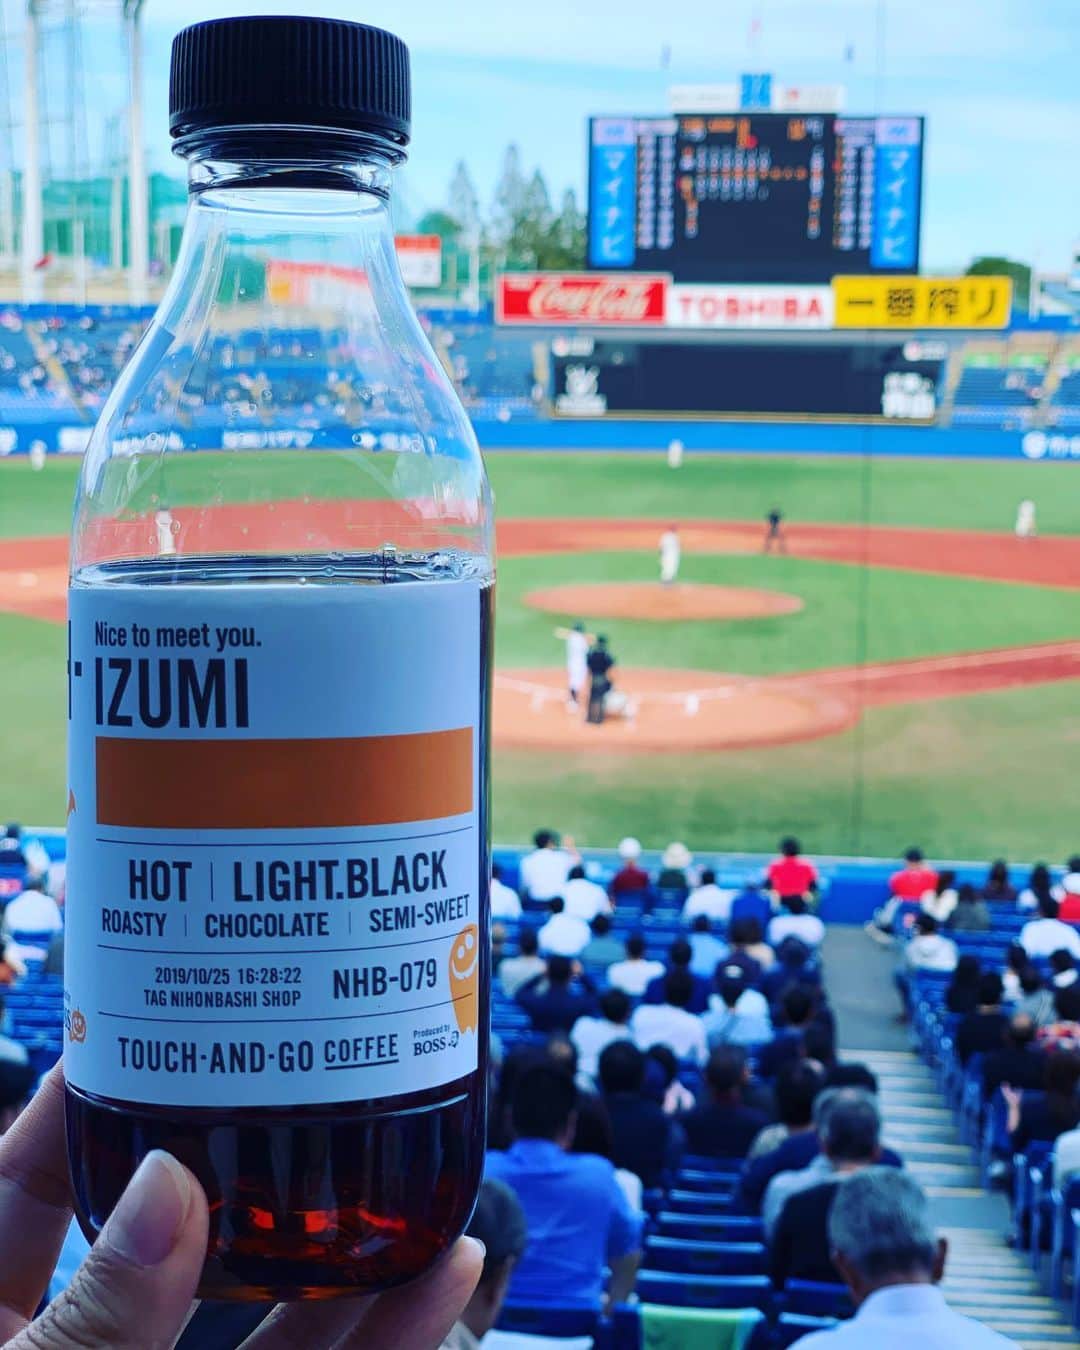 マイナビ
マイナビ
Coca-Cola
TOSHIBA
一番搾り
Nice to meet you.
IZUMI
HOT | LIGHT.BLACK
ROASTY | CHOCOLATE | SEMI-SWEET
2019/10/25 16:28:22
TAG NIHONBASHI SHOP
NHB-079
TOUCH-AND-GO COFFEE
Produced by
BOSS